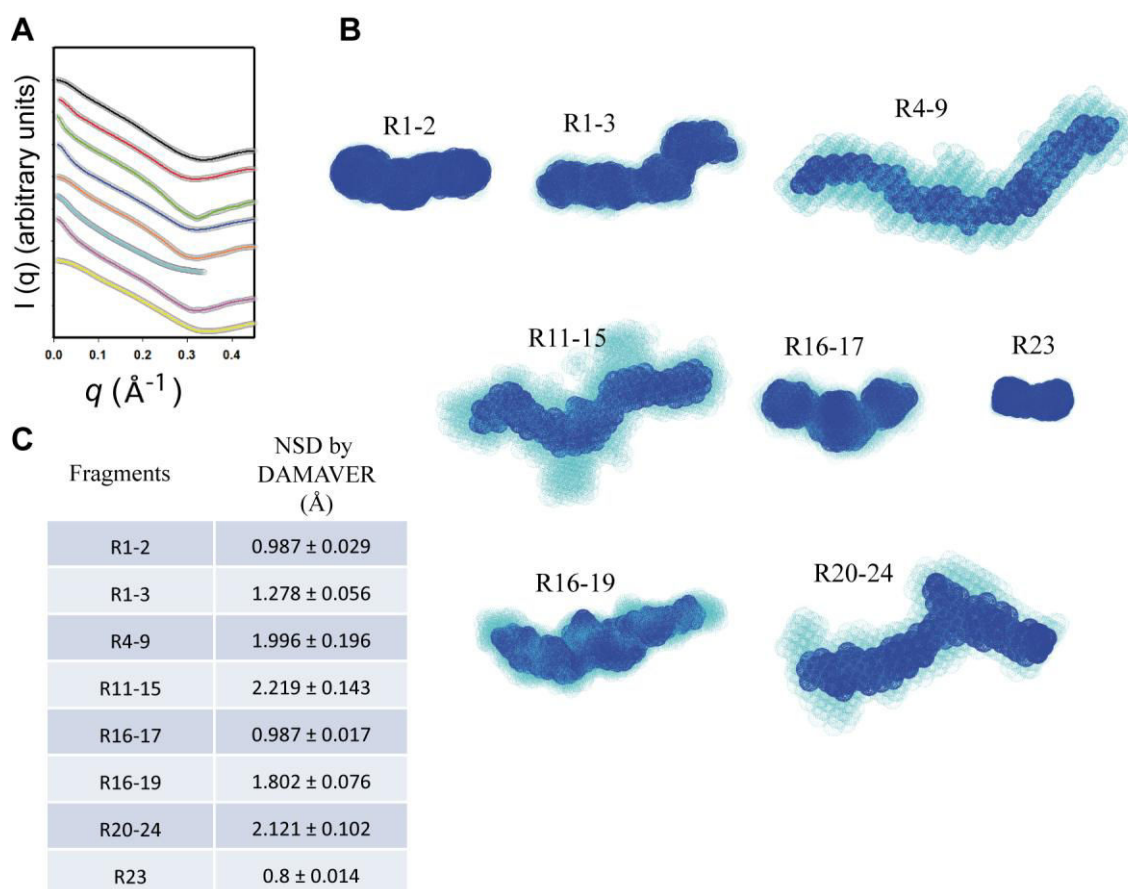 A
I (q) (arbitrary units)
0.0 0.1 0.2 0.3 0.4
q (Å-1)
B
R1-2
R1-3
R4-9
R11-15
R16-17
R23
R16-19
R20-24
C
Fragments
NSD by
DAMAVER
(Å)
R1-2 0.987 ± 0.029
R1-3 1.278 ± 0.056
R4-9 1.996 ± 0.196
R11-15 2.219 ± 0.143
R16-17 0.987 ± 0.017
R16-19 1.802 ± 0.076
R20-24 2.121 ± 0.102
R23 0.8 ± 0.014